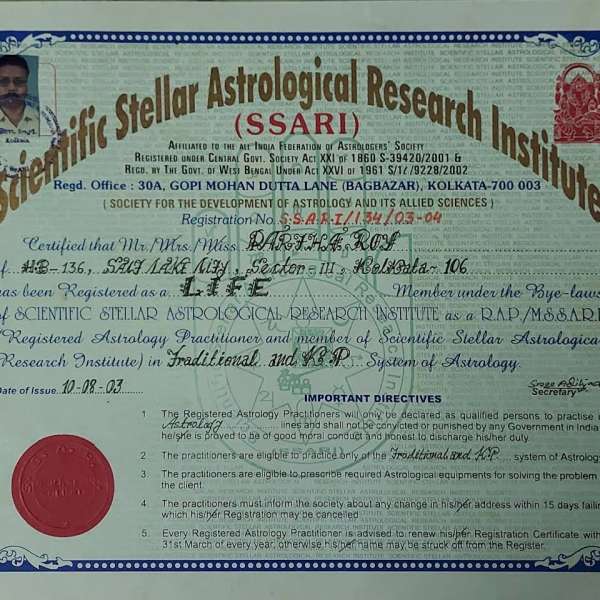 Scientific Stellar Astrological Research Institute
(SSARI)
AFFILIATED TO THE ALL INDIA FEDERATION OF ASTROLOGERS' SOCIETY
REGISTERED UNDER CENTRAL GOVT. SOCIETY ACT XXI OF 1860 S-39420/2001 &
REGD. BY THE GOVT. OF WEST BENGAL UNDER ACT XXVI OF 1961 S/1/9228/2002
Regd. Office : 30A, GOPI MOHAN DUTTA LANE (BAGBAZAR), KOLKATA-700 003
( SOCIETY FOR THE DEVELOPMENT OF ASTROLOGY AND ITS ALLIED SCIENCES )
Registration No. S.S.A.R.I/134/03-04
Certified that Mr./Mrs./Miss PARTHA ROY
of HB-136, SALT LAKE CITY, Sector-III, Kolkata-106
has been Registered as a LIFE Member under the Bye-laws
of SCIENTIFIC STELLAR ASTROLOGICAL RESEARCH INSTITUTE as a R.A.P./M.S.S.A.R.I
(Registered Astrology Practitioner and member of Scientific Stellar Astrological
Research Institute) in Traditional and K.P System of Astrology.
Date of Issue. 10-08-03
Secretary
IMPORTANT DIRECTIVES
1. The Registered Astrology Practitioners will only be declared as qualified persons to practise
Astrology lines and shall not be convicted or punished by any Government in India
he/she is proved to be of good moral conduct and honest to discharge his/her duty.
2. The practitioners are eligible to practice only the Traditional and KP system of Astrology
3. The practitioners are eligible to prescribe required Astrological equipments for solving the problem
the client.
4. The practitioners must inform the society about any change in his/her address within 15 days failing
which his/her Registration may be cancelled
5. Every Registered Astrology Practitioner is advised to renew his/her Registration Certificate with
31st March of every year, otherwise his/her name may be struck off from the Register.